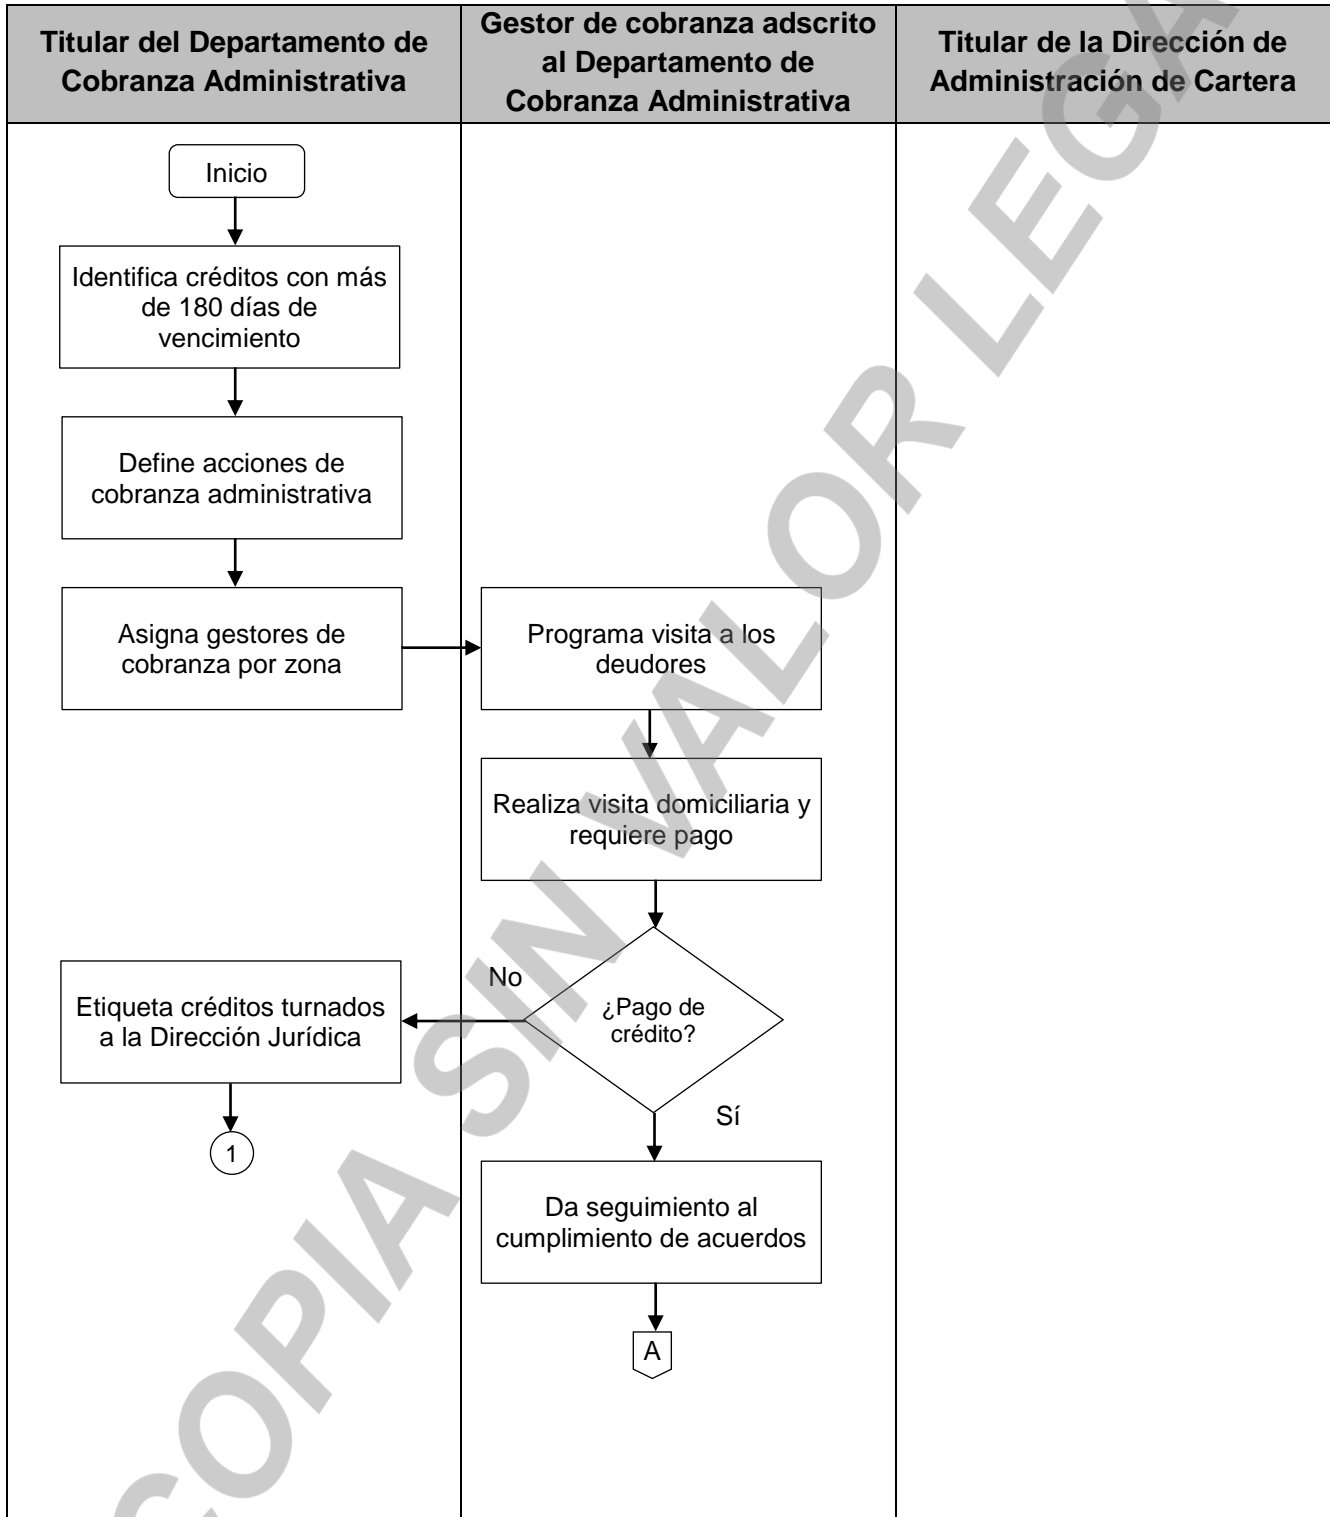 Titular del Departamento de
Cobranza Administrativa
Gestor de cobranza adscrito
al Departamento de
Cobranza Administrativa
Titular de la Dirección de
Administración de Cartera
Inicio
Identifica créditos con más
de 180 días de
vencimiento
Define acciones de
cobranza administrativa
Asigna gestores de
cobranza por zona
Programa visita a los
deudores
Realiza visita domiciliaria y
requiere pago
¿Pago de
crédito?
No
Etiqueta créditos turnados
a la Dirección Jurídica
1
Sí
Da seguimiento al
cumplimiento de acuerdos
A
COPIA SIN VALOR LEGA